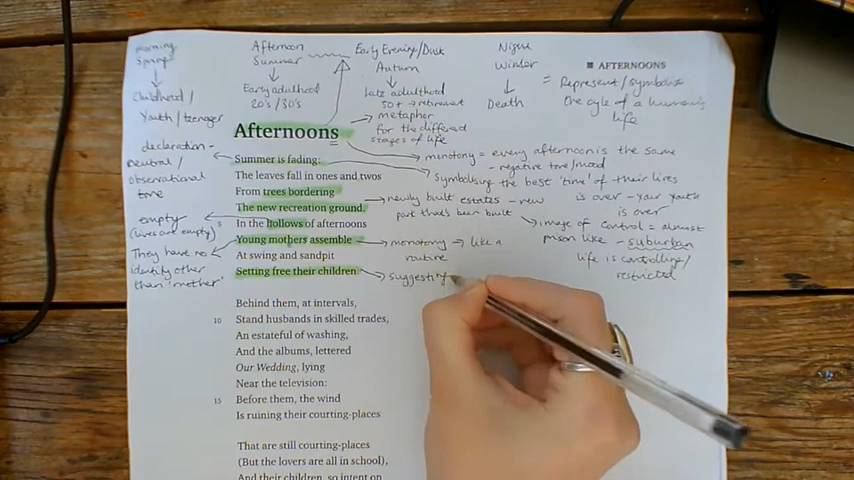 morning
Spring
Childhood/
Youth/teenager
Afternoon
Summer
Early adulhood
20's/30's
Early Evening/Dusk
Autumn
Late adulthood
50+ → retirement
Night
Winter
Death
= Represent/symbolise
the cycle of a human's
life
■ AFTERNOONS
metaphor
for the different
stages of life
Afternoons
declaration -
neutral/
observational
tone
monotony = every afternoon is the same
- negative tone/mood
Symbolising the best 'time' of their lives
is over - your youth
is over
Summer is fading:
The leaves fall in ones and twos
From trees bordering
The new recreation ground.
5 In the hollows of afternoons
Young mothers assemble
At swing and sandpit
Setting free their children
newly built estates - new
part that's been built
image of control = almost
prison like - suburban
life is controlling/
restricted
empty
(lives are empty)
They have no
identity other
than 'mother'
monotony → like a
routine
suggesting
Behind them, at intervals,
10 Stand husbands in skilled trades,
An estateful of washing,
And the albums, lettered
Our Wedding, lying
Near the television:
15 Before them, the wind
Is ruining their courting-places
That are still courting-places
(But the lovers are all in school),
And their children, so intent on